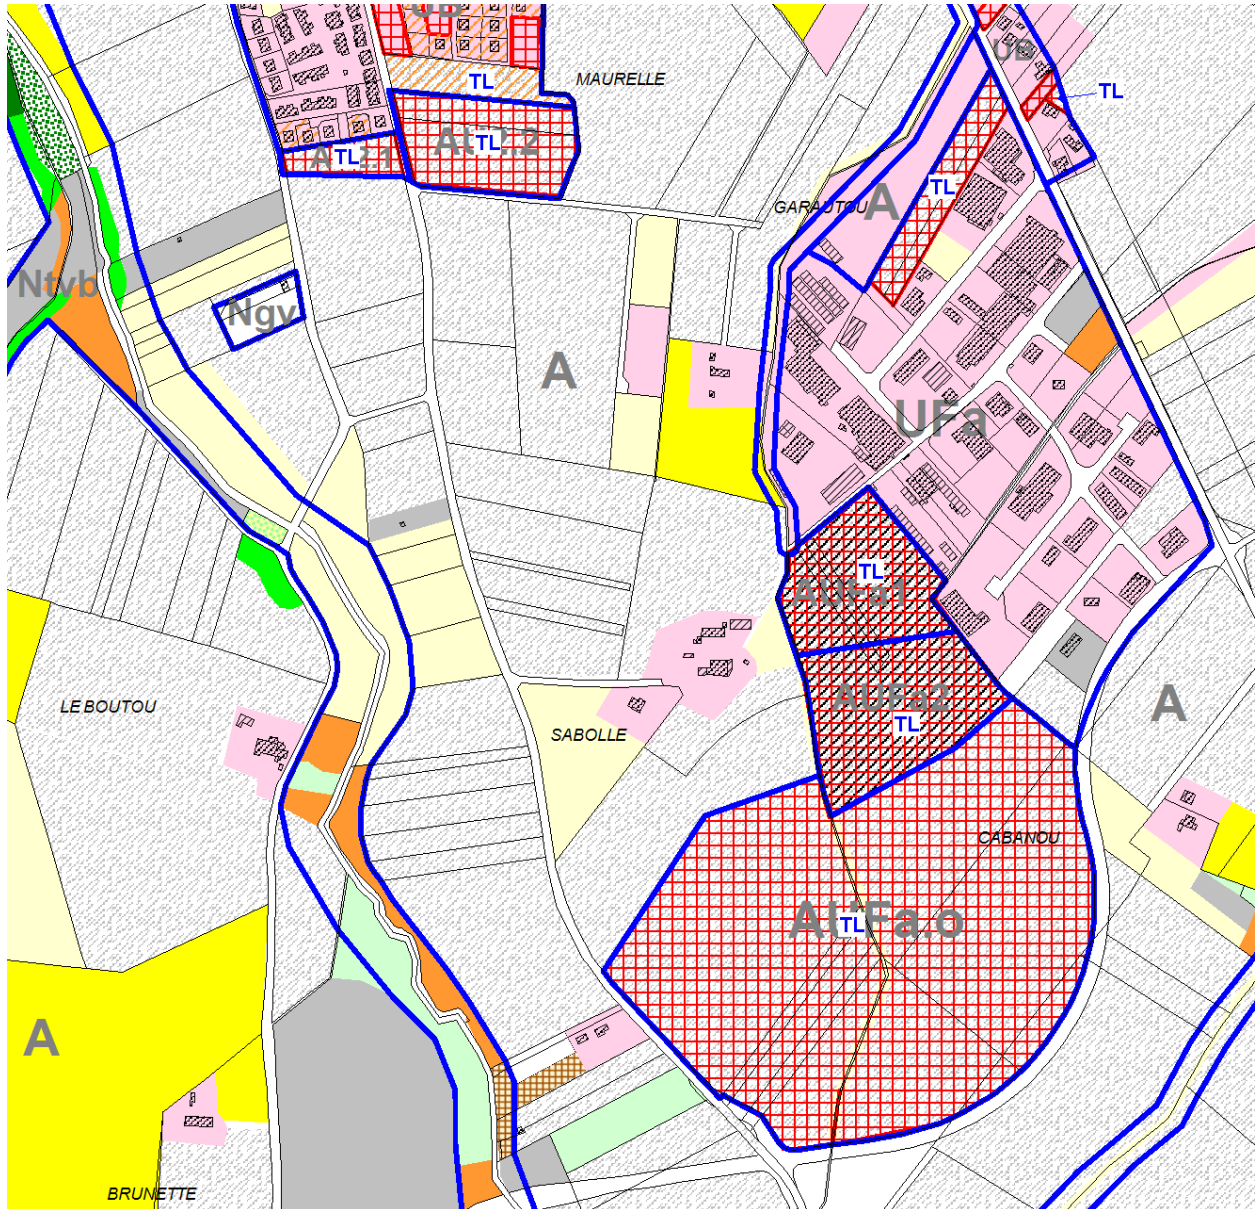 UB
TL
MAURELLE
UB
TL
AU2.1
TL
AU2.2
TL
TL
A
GARAUTOU
Ntvb
Ngv
A
UFa
TL
AUFa1
LE BOUTOU
SABOLLE
AUFa2
TL
A
CABANOU
AUFa.o
TL
A
BRUNETTE